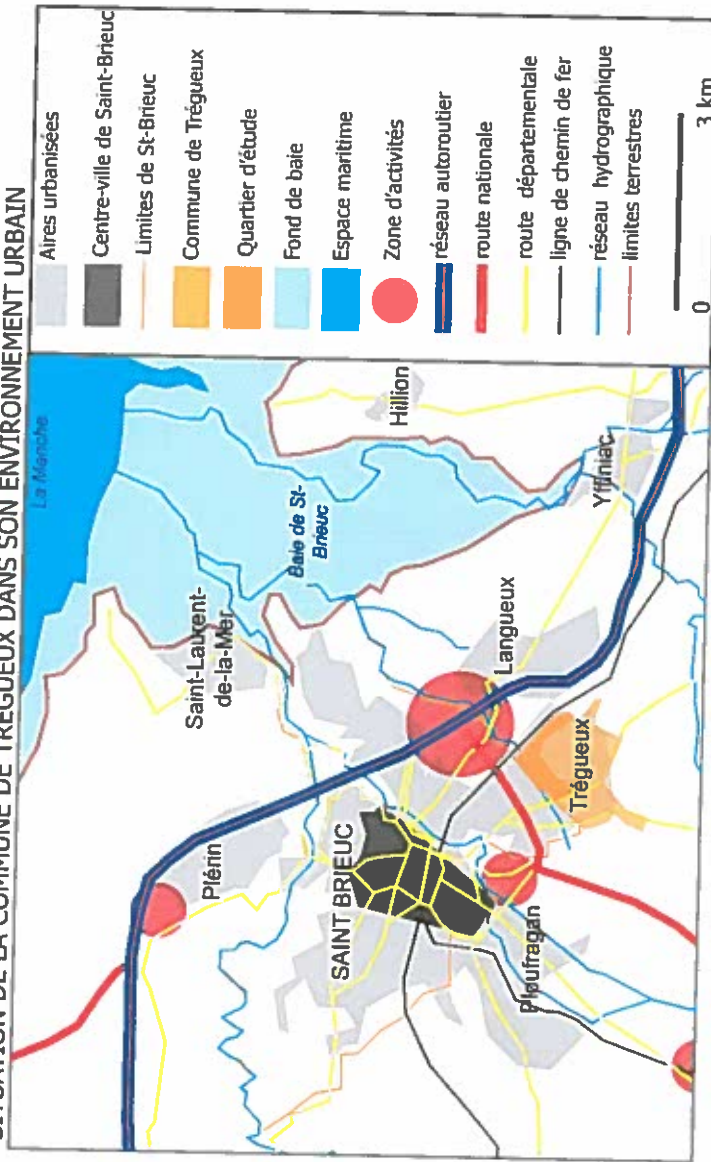 SITUATION DE LA COMMUNE DE TRÉGUEUX DANS SON ENVIRONNEMENT URBAIN
La Manche
Saint-Laurent-
de-la-Mer
Baie de St-
Brieuc
Hillion
Plérin
SAINT BRIEUC
Langueux
Yffiniac
Ploufragan
Trégueux
Aires urbanisées
Centre-ville de Saint-Brieuc
Limites de St-Brieuc
Commune de Trégueux
Quartier d'étude
Fond de baie
Espace maritime
Zone d'activités
réseau autoroutier
route nationale
route départementale
ligne de chemin de fer
réseau hydrographique
limites terrestres
0
3 km